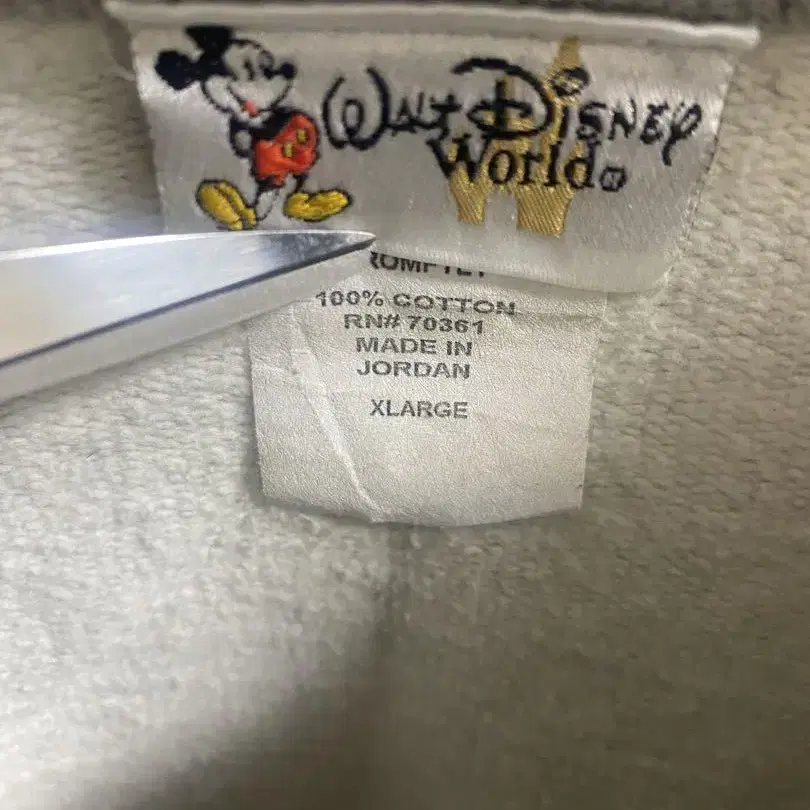 WALT DISNEY
World
100% COTTON
RN# 70361
MADE IN
JORDAN
XLARGE